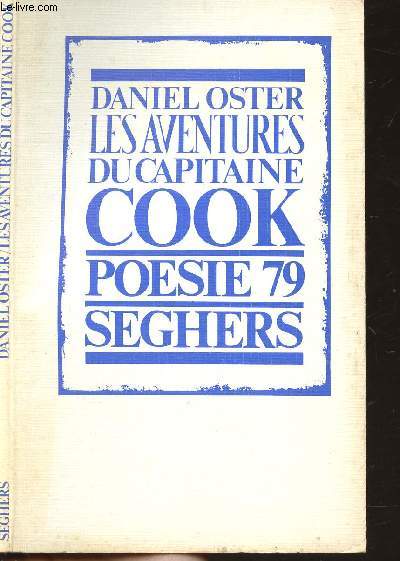 Le-livre.com
DANIEL OSTER
LES AVENTURES
DU CAPITAINE
COOK
POESIE 79
SEGHERS
DANIEL OSTER/LES AVENTURES DU CAPITAINE COOK
SEGHERS